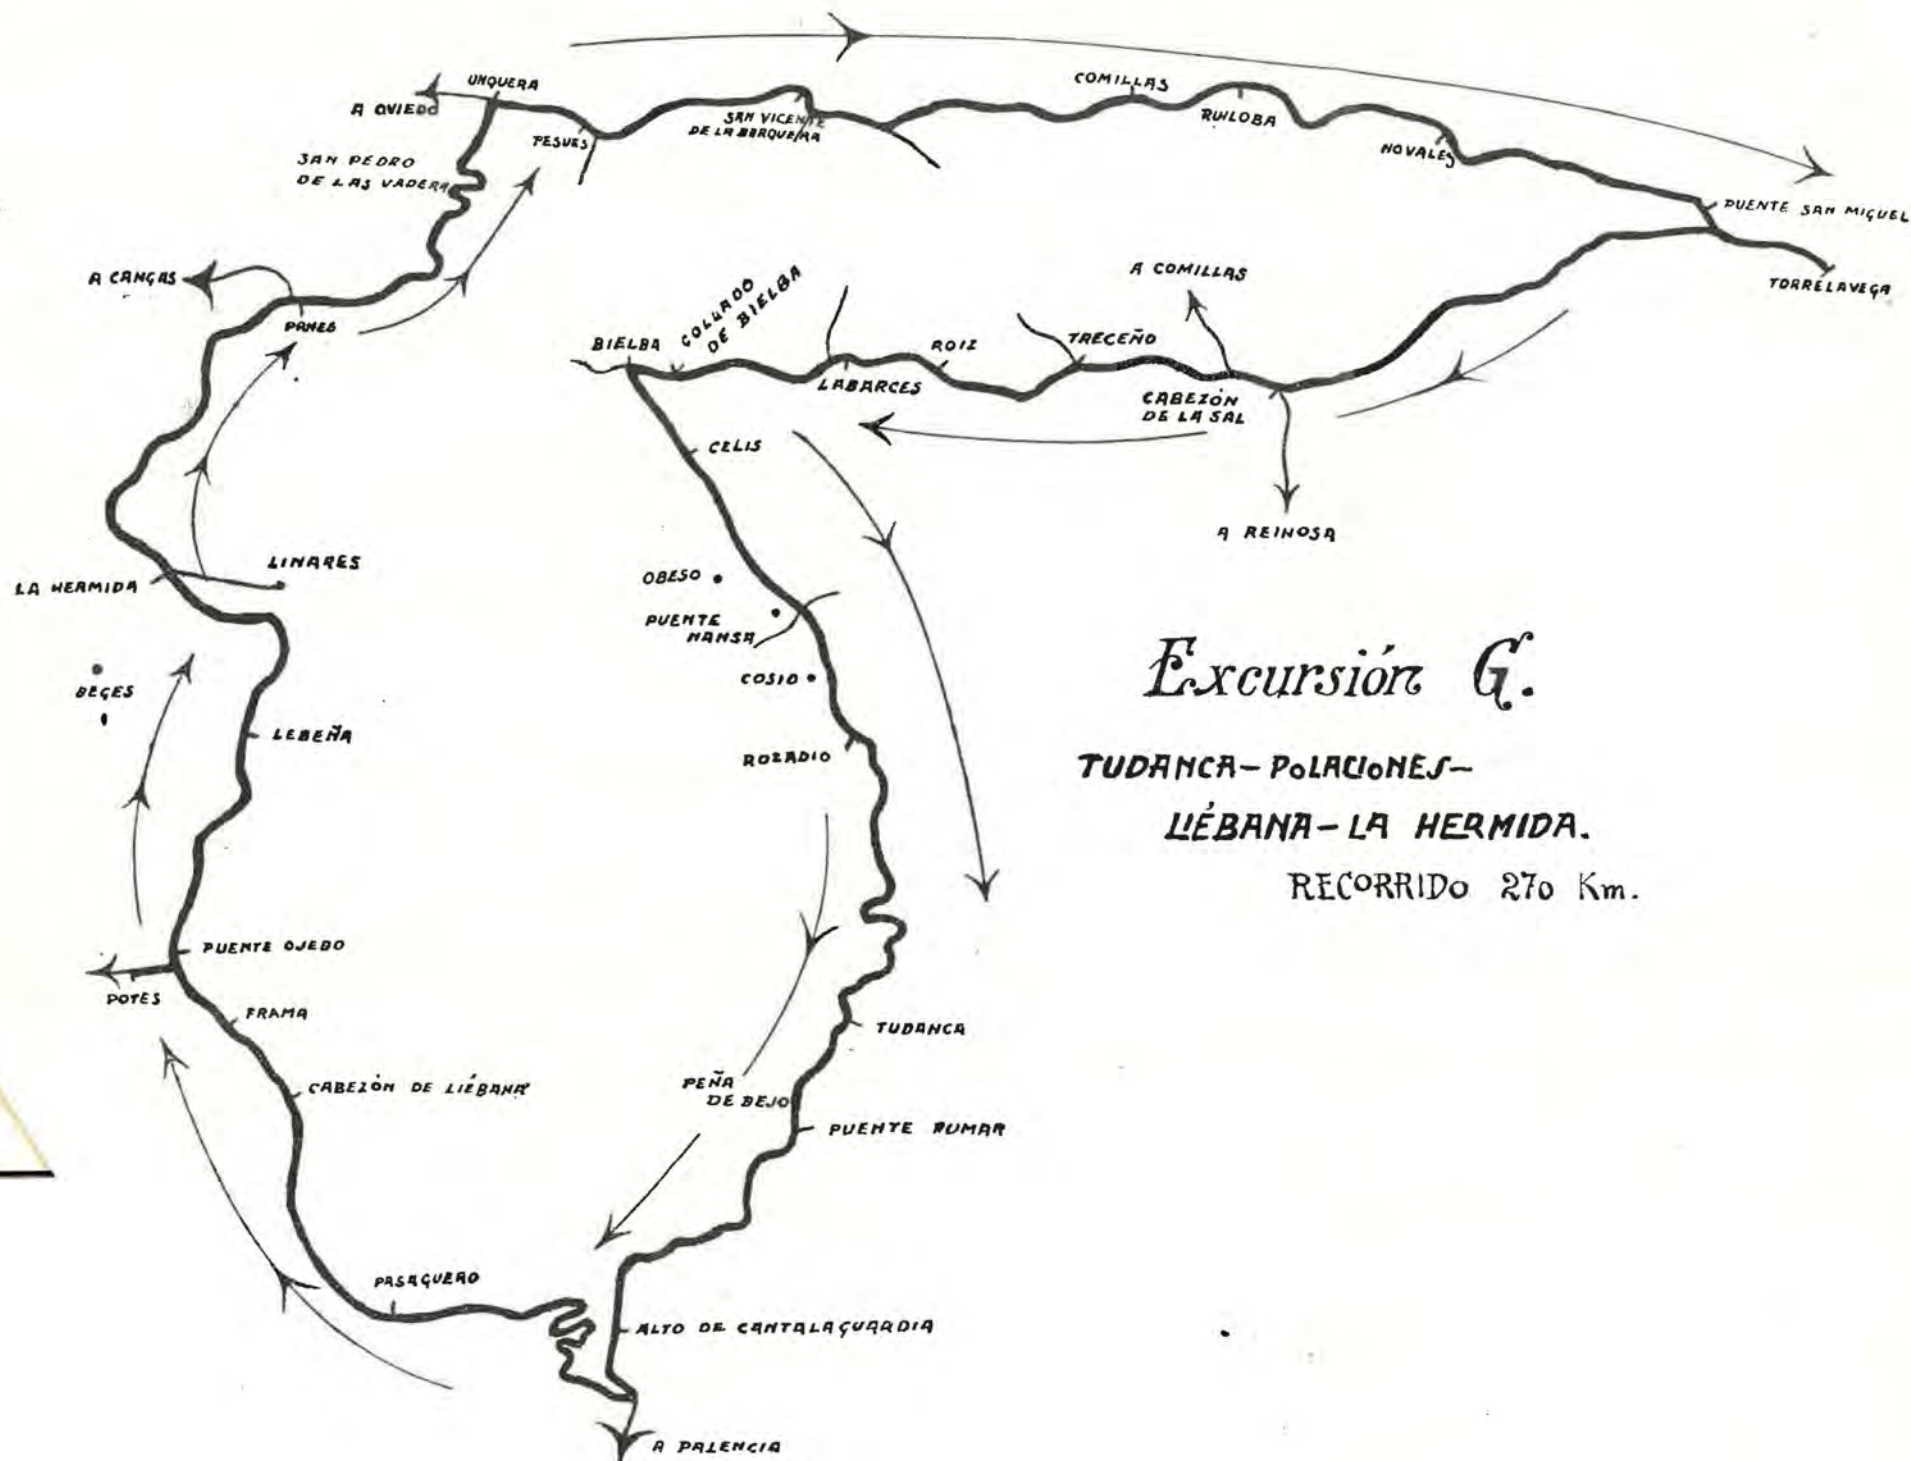 UNQUERA
A OVIEDO
PESUES
SAN VICENTE
DE LA BARQUERA
COMILLAS
RUILOBA
NOVALES
PUENTE SAN MIGUEL
TORRELAVEGA
SAN PEDRO
DE LAS VADERA
A CANGAS
PANES
BIELBA
COLLADO
DE BIELBA
LABARCES
ROIZ
TRECEÑO
A COMILLAS
CABEZÓN
DE LA SAL
A REINOSA
CELIS
LINARES
LA HERMIDA
OBESO
PUENTE
NANSA
COSIO
BEGES
LEBEÑA
ROZADIO
Excursión G.
TUDANCA-POLACIONES-
LIÉBANA-LA HERMIDA.
RECORRIDO 270 Km.
PUENTE OJEDO
POTES
FRAMA
TUDANCA
CABEZÓN DE LIÉBANA
PEÑA
DE BEJO
PUENTE PUMAR
PASAGUERO
ALTO DE CANTALAGUARDIA
A PALENCIA